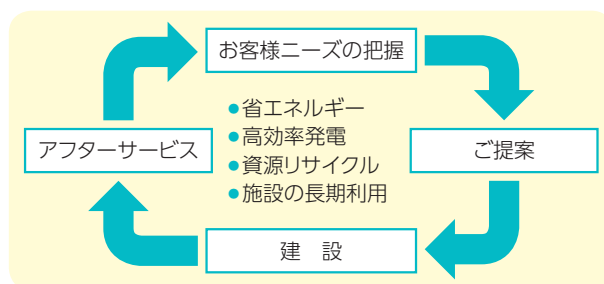 お客様ニーズの把握
●省エネルギー
●高効率発電
●資源リサイクル
●施設の長期利用
アフターサービス
ご提案
建　設